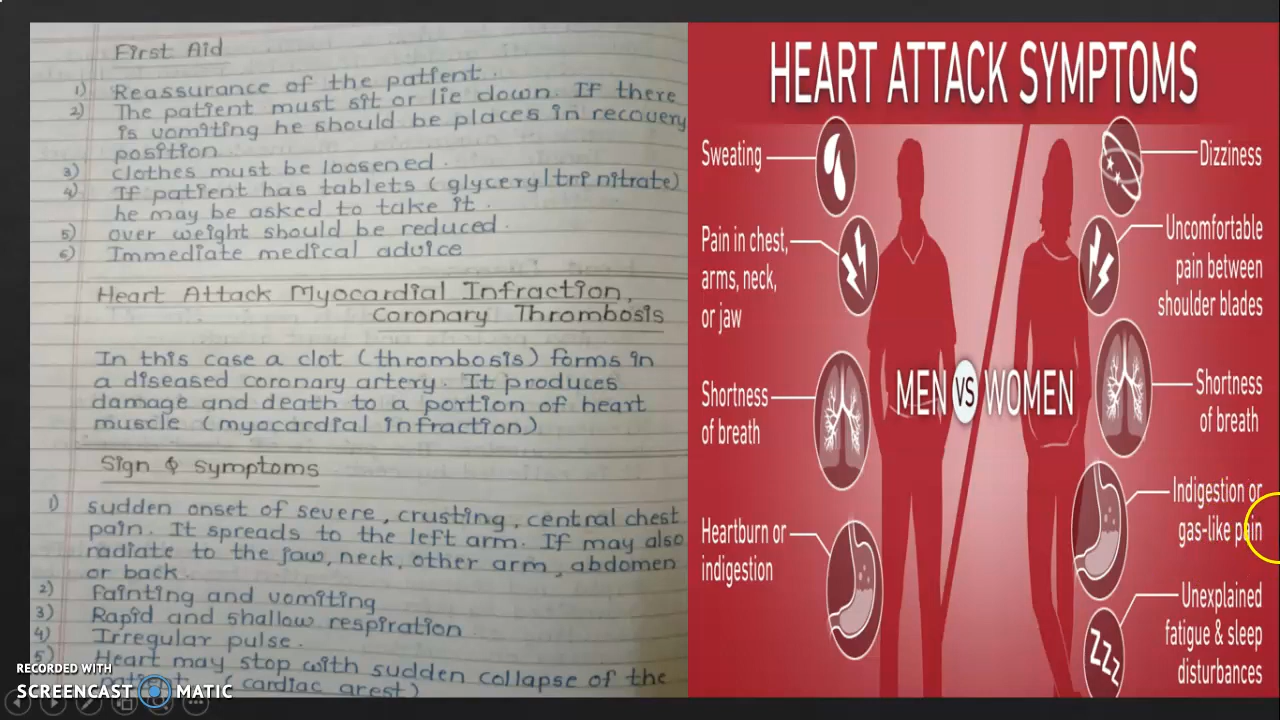 First Aid
1) Reassurance of the patient.
2) The patient must sit or lie down. If there
is vomiting he should be places in recovery
position
3) clothes must be loosened.
4) If patient has tablets (glyceryltrinitrate)
he may be asked to take it.
5) over weight should be reduced.
6) Immediate medical advice
Heart Attack Myocardial Infraction,
Coronary Thrombosis
In this case a clot (thrombosis) forms in
a diseased coronary artery. It produces
damage and death to a portion of heart
muscle (myocardial infraction)
Sign & symptoms
1) sudden onset of severe, crusting, central chest
pain. It spreads to the left arm. If may also
radiate to the jaw, neck, other arm, abdomen
or back.
2) fainting and vomiting
3) Rapid and shallow respiration
4) Irregular pulse.
5) Heart may stop with sudden collapse of the
patient (cardiac arest)
RECORDED WITH
SCREENCAST MATIC
HEART ATTACK SYMPTOMS
MEN VS WOMEN
Sweating
Pain in chest,
arms, neck,
or jaw
Shortness
of breath
Heartburn or
indigestion
Dizziness
Uncomfortable
pain between
shoulder blades
Shortness
of breath
Indigestion or
gas-like pain
Unexplained
fatigue & sleep
disturbances
ZZZ